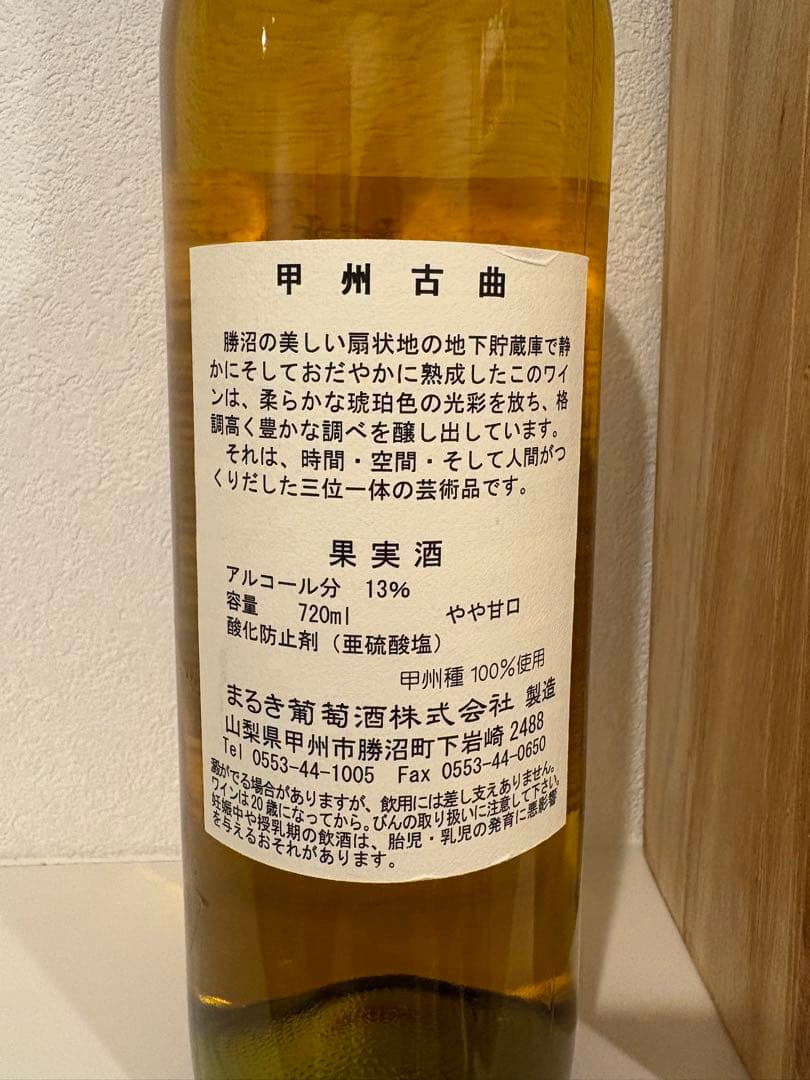 甲州古曲
勝沼の美しい扇状地の地下貯蔵庫で静
かにそしておだやかに熟成したこのワイ
ンは、柔らかな琥珀色の光彩を放ち、格
調高く豊かな調べを醸し出しています。
それは、時間・空間・そして人間がつ
くりだした三位一体の芸術品です。
果実酒
アルコール分 13%
容量 720ml やや甘口
酸化防止剤（亜硫酸塩）
甲州種 100%使用
まるき葡萄酒株式会社 製造
山梨県甲州市勝沼町下岩崎 2488
Tel 0553-44-1005 Fax 0553-44-0650
澱がでる場合がありますが、飲用には差し支えありません。
ワインは20歳になってから。びんの取り扱いに注意して下さい。
妊娠中や授乳期の飲酒は、胎児・乳児の発育に悪影響
を与えるおそれがあります。